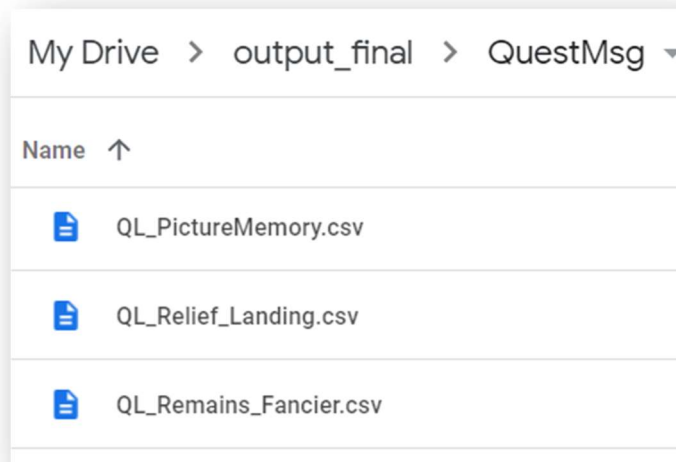 My Drive > output_final > QuestMsg
Name ↑
QL_PictureMemory.csv
QL_Relief_Landing.csv
QL_Remains_Fancier.csv